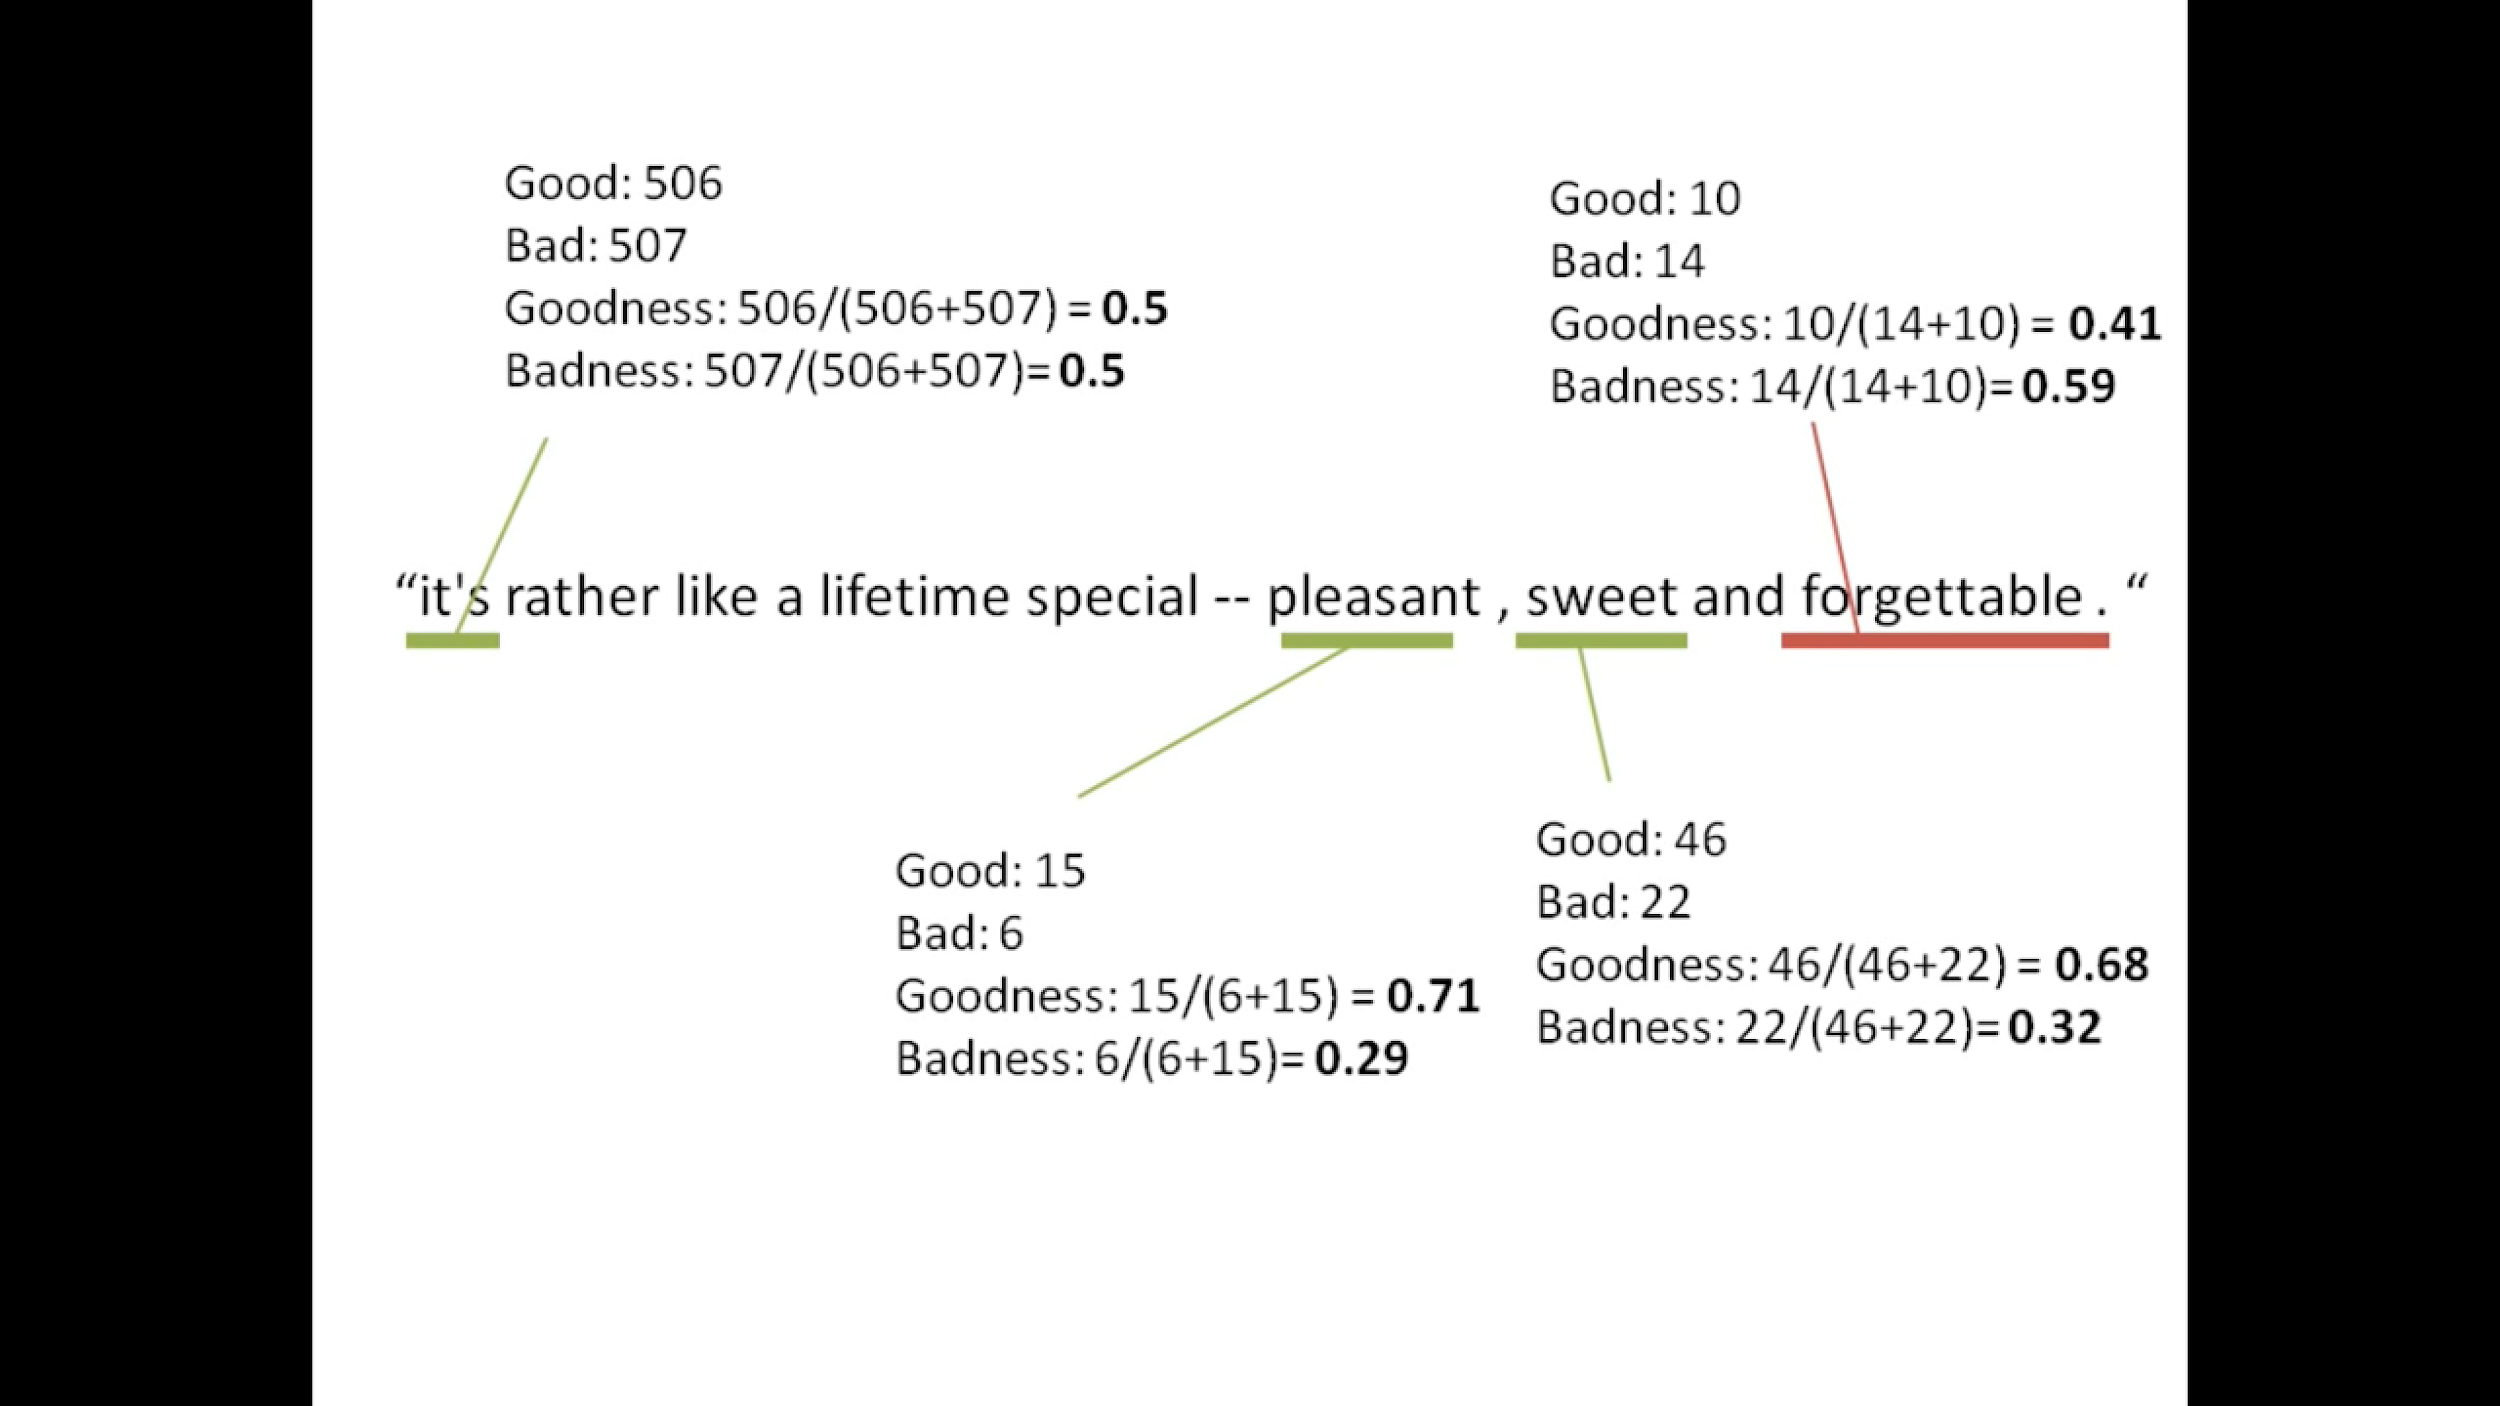 Good: 506
Bad: 507
Goodness: 506/(506+507) = 0.5
Badness: 507/(506+507)= 0.5
Good: 10
Bad: 14
Goodness: 10/(14+10) = 0.41
Badness: 14/(14+10)= 0.59
“it's rather like a lifetime special -- pleasant , sweet and forgettable . “
Good: 15
Bad: 6
Goodness: 15/(6+15) = 0.71
Badness: 6/(6+15)= 0.29
Good: 46
Bad: 22
Goodness: 46/(46+22) = 0.68
Badness: 22/(46+22)= 0.32